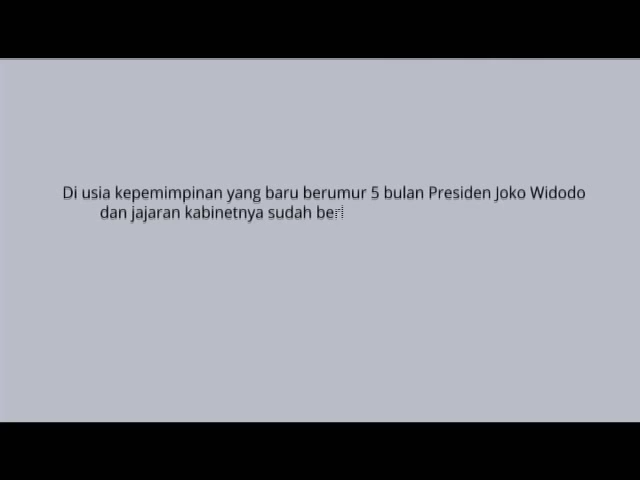 Di usia kepemimpinan yang baru berumur 5 bulan Presiden Joko Widodo
dan jajaran kabinetnya sudah